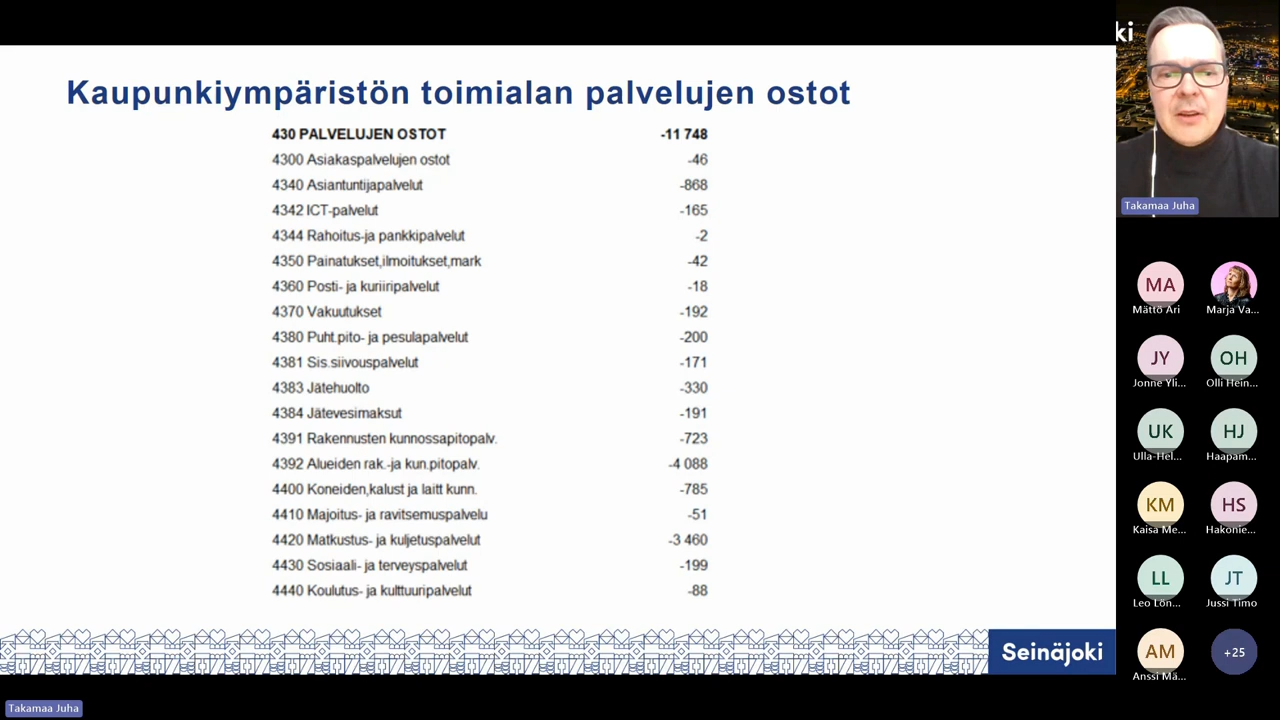 Kaupunkiympäristön toimialan palvelujen ostot
430 PALVELUJEN OSTOT -11 748
4300 Asiakaspalvelujen ostot -46
4340 Asiantuntijapalvelut -868
4342 ICT-palvelut -165
4344 Rahoitus-ja pankkipalvelut -2
4350 Painatukset,ilmoitukset,mark -42
4360 Posti- ja kuriiripalvelut -18
4370 Vakuutukset -192
4380 Puht.pito- ja pesulapalvelut -200
4381 Sis.siivouspalvelut -171
4383 Jätehuolto -330
4384 Jätevesimaksut -191
4391 Rakennusten kunnossapitopalv. -723
4392 Alueiden rak.-ja kun.pitopalv. -4 088
4400 Koneiden,kalust ja laitt kunn. -785
4410 Majoitus- ja ravitsemuspalvelu -51
4420 Matkustus- ja kuljetuspalvelut -3 460
4430 Sosiaali- ja terveyspalvelut -199
4440 Koulutus- ja kulttuuripalvelut -88
Seinäjoki
Takamaa Juha
ki
Takamaa Juha
MA
Mättö Ari
Marja Va...
JY
Jonne Yli...
OH
Olli Hein...
UK
Ulla-Hel...
HJ
Haapam...
KM
Kaisa Me...
HS
Hakonie...
LL
Leo Lön...
JT
Jussi Timo
AM
Anssi Mä...
+25